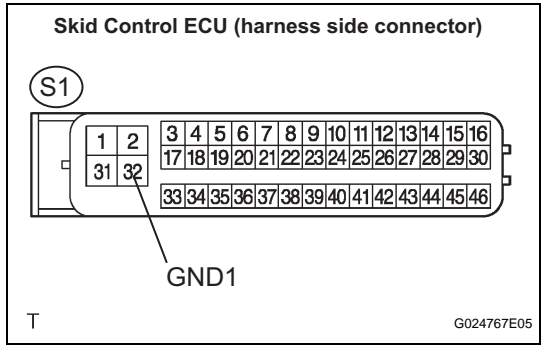 Skid Control ECU (harness side connector)
S1
1 2 3 4 5 6 7 8 9 10 11 12 13 14 15 16
17 18 19 20 21 22 23 24 25 26 27 28 29 30
31 32
33 34 35 36 37 38 39 40 41 42 43 44 45 46
GND1
T G024767E05